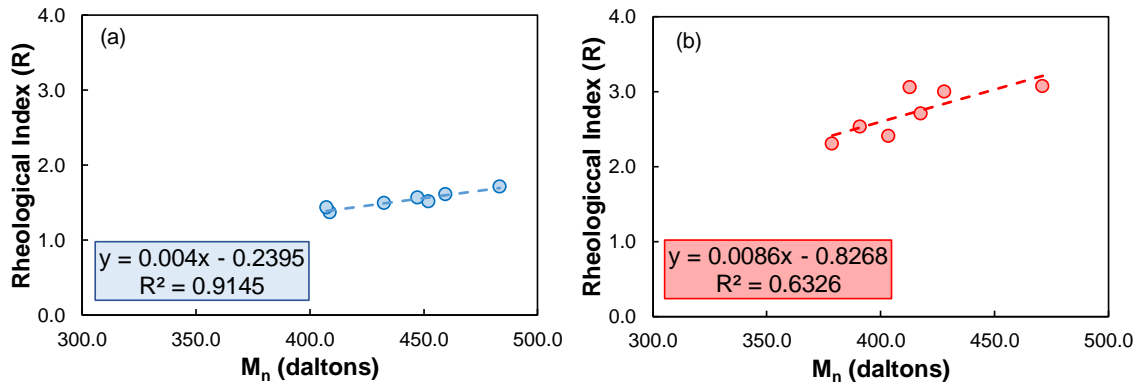 (a)
Rheological Index (R)
4.0
3.0
2.0
1.0
0.0
y = 0.004x - 0.2395
R² = 0.9145
300.0 350.0 400.0 450.0 500.0
Mn (daltons)
(b)
Rheologiccal Index (R)
4.0
3.0
2.0
1.0
0.0
y = 0.0086x - 0.8268
R² = 0.6326
300.0 350.0 400.0 450.0 500.0
Mn (daltons)